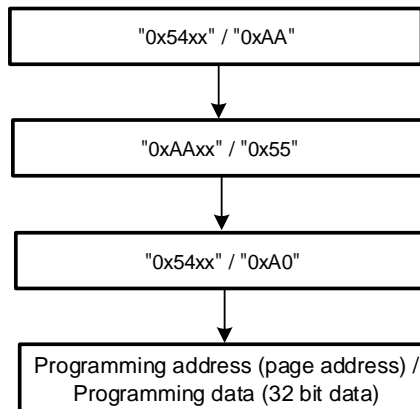 "0x54xx" / "0xAA"
"0xAAxx" / "0x55"
"0x54xx" / "0xA0"
Programming address (page address) /
Programming data (32 bit data)